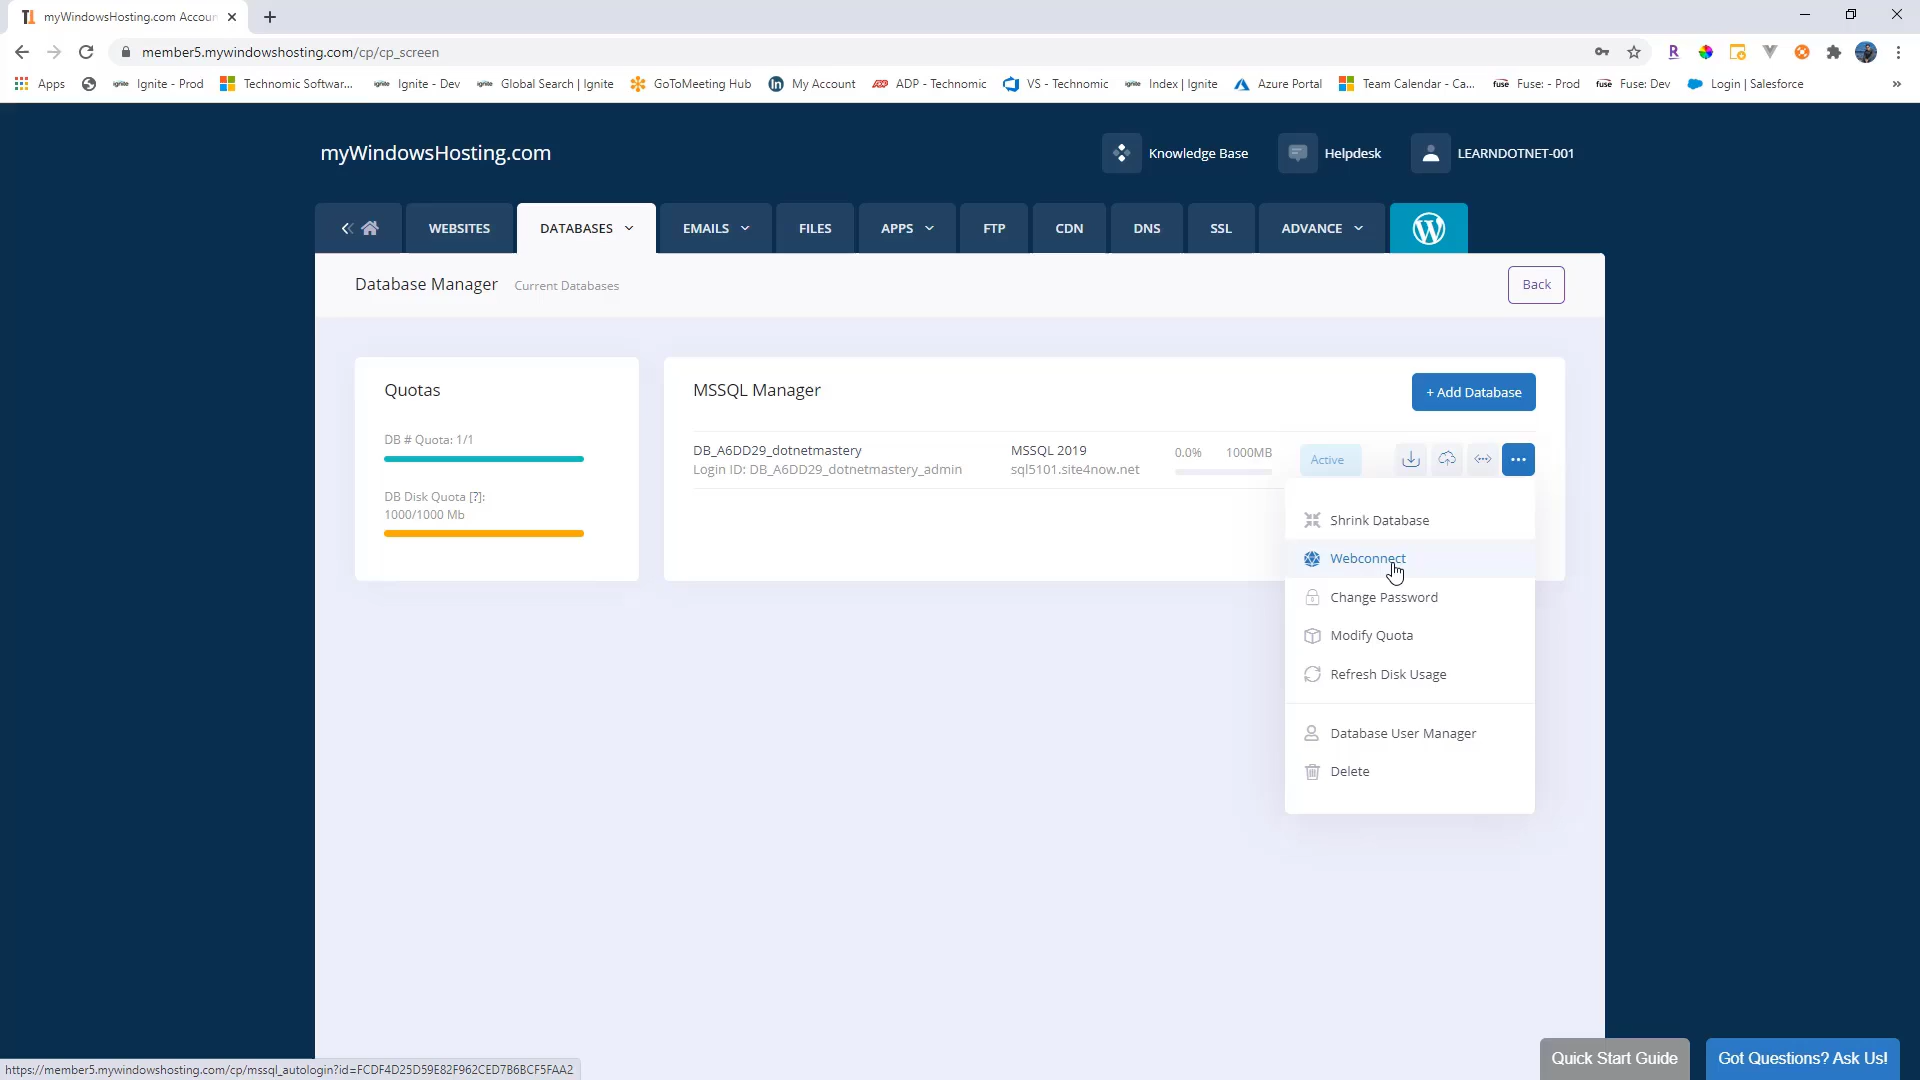 myWindowsHosting.com Accoun
member5.mywindowshosting.com/cp/cp_screen
Apps
Ignite - Prod
Technomic Softwar...
Ignite - Dev
Global Search | Ignite
GoToMeeting Hub
My Account
ADP - Technomic
VS - Technomic
Index | Ignite
Azure Portal
Team Calendar - Ca...
Fuse: - Prod
Fuse: Dev
Login | Salesforce
myWindowsHosting.com
Knowledge Base
Helpdesk
LEARNDOTNET-001
WEBSITES
DATABASES
EMAILS
FILES
APPS
FTP
CDN
DNS
SSL
ADVANCE
Database Manager
Current Databases
Back
Quotas
DB # Quota: 1/1
DB Disk Quota [?]:
1000/1000 Mb
MSSQL Manager
+ Add Database
DB_A6DD29_dotnetmastery
Login ID: DB_A6DD29_dotnetmastery_admin
MSSQL 2019
sql5101.site4now.net
0.0%
1000MB
Active
Shrink Database
Webconnect
Change Password
Modify Quota
Refresh Disk Usage
Database User Manager
Delete
Quick Start Guide
Got Questions? Ask Us!
https://member5.mywindowshosting.com/cp/mssql_autologin?id=FCDF4D25D59E82F962CED7B6BCF5FAA2